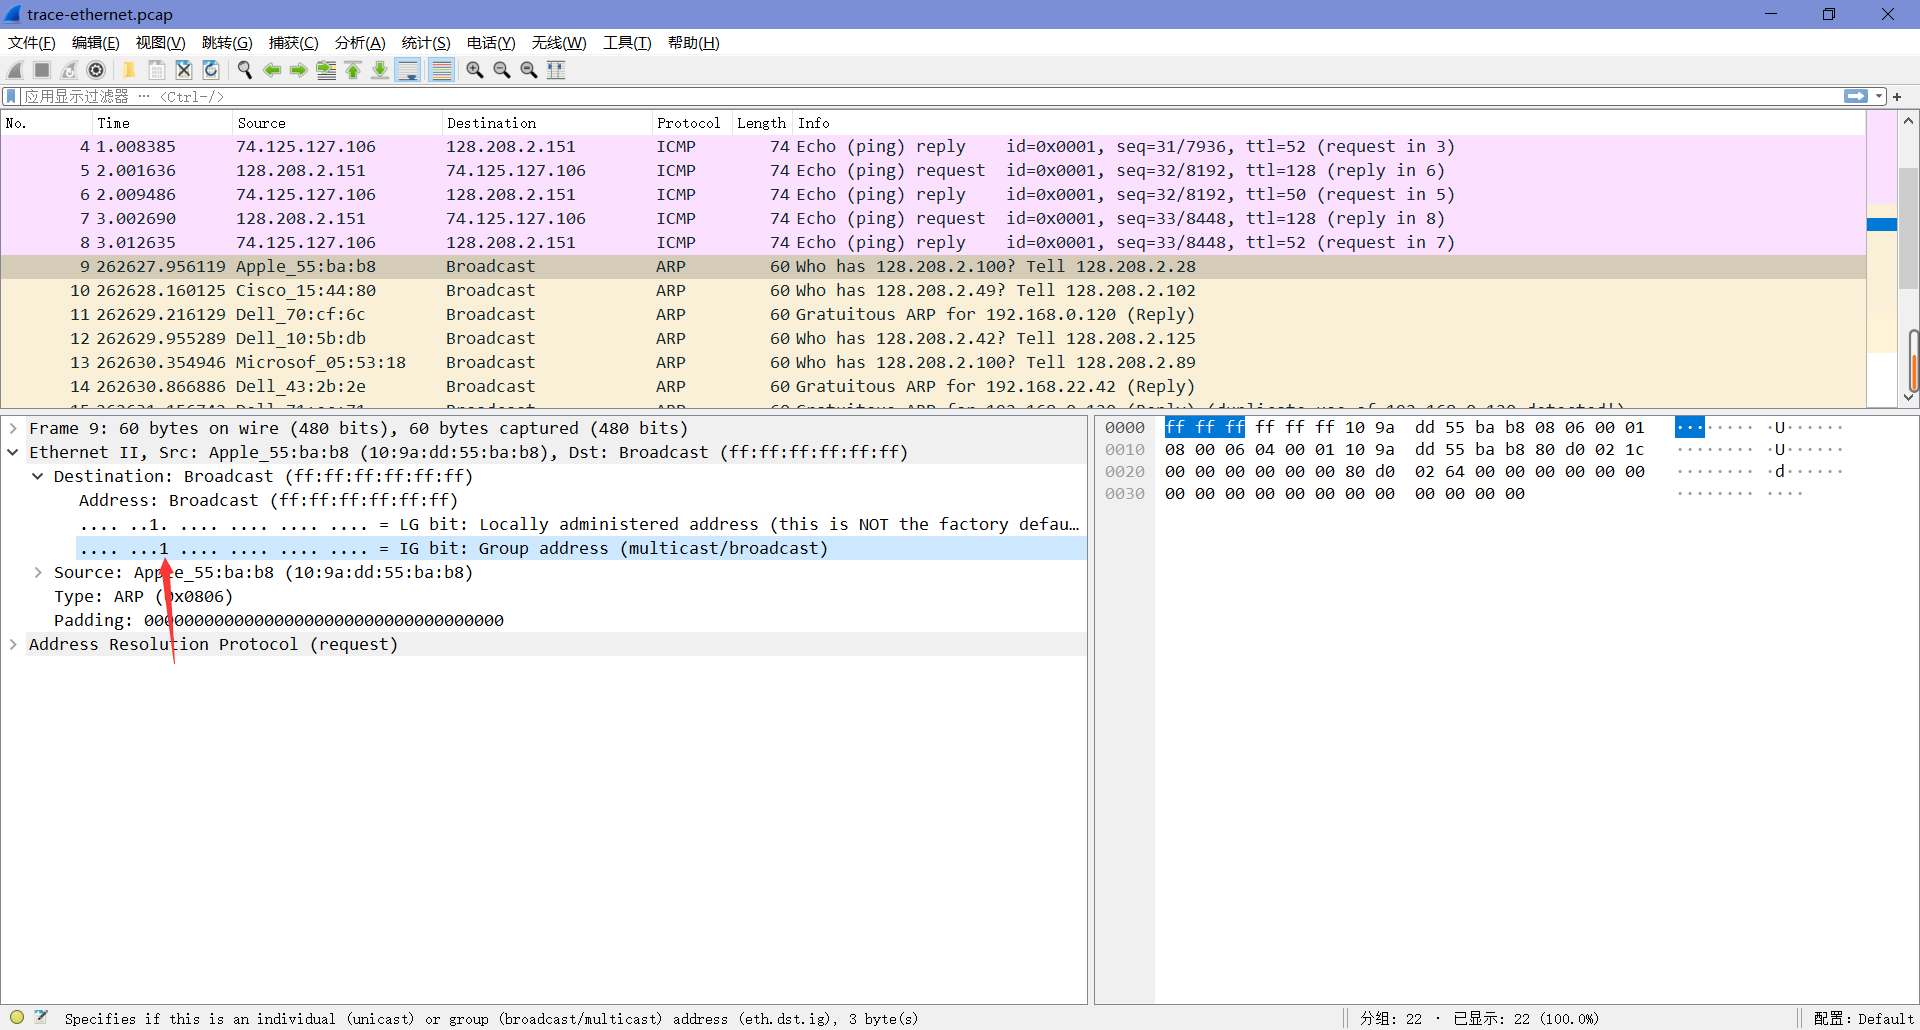 trace-ethernet.pcap
文件(F) 编辑(E) 视图(V) 跳转(G) 捕获(C) 分析(A) 统计(S) 电话(Y) 无线(W) 工具(T) 帮助(H)
应用显示过滤器 … <Ctrl-/>
No. Time Source Destination Protocol Length Info
4 1.008385 74.125.127.106 128.208.2.151 ICMP 74 Echo (ping) reply id=0x0001, seq=31/7936, ttl=52 (request in 3)
5 2.001636 128.208.2.151 74.125.127.106 ICMP 74 Echo (ping) request id=0x0001, seq=32/8192, ttl=128 (reply in 6)
6 2.009486 74.125.127.106 128.208.2.151 ICMP 74 Echo (ping) reply id=0x0001, seq=32/8192, ttl=50 (request in 5)
7 3.002690 128.208.2.151 74.125.127.106 ICMP 74 Echo (ping) request id=0x0001, seq=33/8448, ttl=128 (reply in 8)
8 3.012635 74.125.127.106 128.208.2.151 ICMP 74 Echo (ping) reply id=0x0001, seq=33/8448, ttl=52 (request in 7)
9 262627.956119 Apple_55:ba:b8 Broadcast ARP 60 Who has 128.208.2.100? Tell 128.208.2.28
10 262628.160125 Cisco_15:44:80 Broadcast ARP 60 Who has 128.208.2.49? Tell 128.208.2.102
11 262629.216129 Dell_70:cf:6c Broadcast ARP 60 Gratuitous ARP for 192.168.0.120 (Reply)
12 262629.955289 Dell_10:5b:db Broadcast ARP 60 Who has 128.208.2.42? Tell 128.208.2.125
13 262630.354946 Microsof_05:53:18 Broadcast ARP 60 Who has 128.208.2.100? Tell 128.208.2.89
14 262630.866886 Dell_43:2b:2e Broadcast ARP 60 Gratuitous ARP for 192.168.22.42 (Reply)
Frame 9: 60 bytes on wire (480 bits), 60 bytes captured (480 bits)
Ethernet II, Src: Apple_55:ba:b8 (10:9a:dd:55:ba:b8), Dst: Broadcast (ff:ff:ff:ff:ff:ff)
Destination: Broadcast (ff:ff:ff:ff:ff:ff)
Address: Broadcast (ff:ff:ff:ff:ff:ff)
.... ..1. .... .... .... .... = LG bit: Locally administered address (this is NOT the factory defau…
.... ...1 .... .... .... .... = IG bit: Group address (multicast/broadcast)
Source: Apple_55:ba:b8 (10:9a:dd:55:ba:b8)
Type: ARP (0x0806)
Padding: 000000000000000000000000000000000000
Address Resolution Protocol (request)
0000 ff ff ff ff ff ff 10 9a dd 55 ba b8 08 06 00 01 ········ ·U······
0010 08 00 06 04 00 01 10 9a dd 55 ba b8 80 d0 02 1c ········ ·U······
0020 00 00 00 00 00 00 80 d0 02 64 00 00 00 00 00 00 ········ ·d······
0030 00 00 00 00 00 00 00 00 00 00 00 00 ········ ····
Specifies if this is an individual (unicast) or group (broadcast/multicast) address (eth.dst.ig), 3 byte(s)
分组: 22 · 已显示: 22 (100.0%)
配置: Default